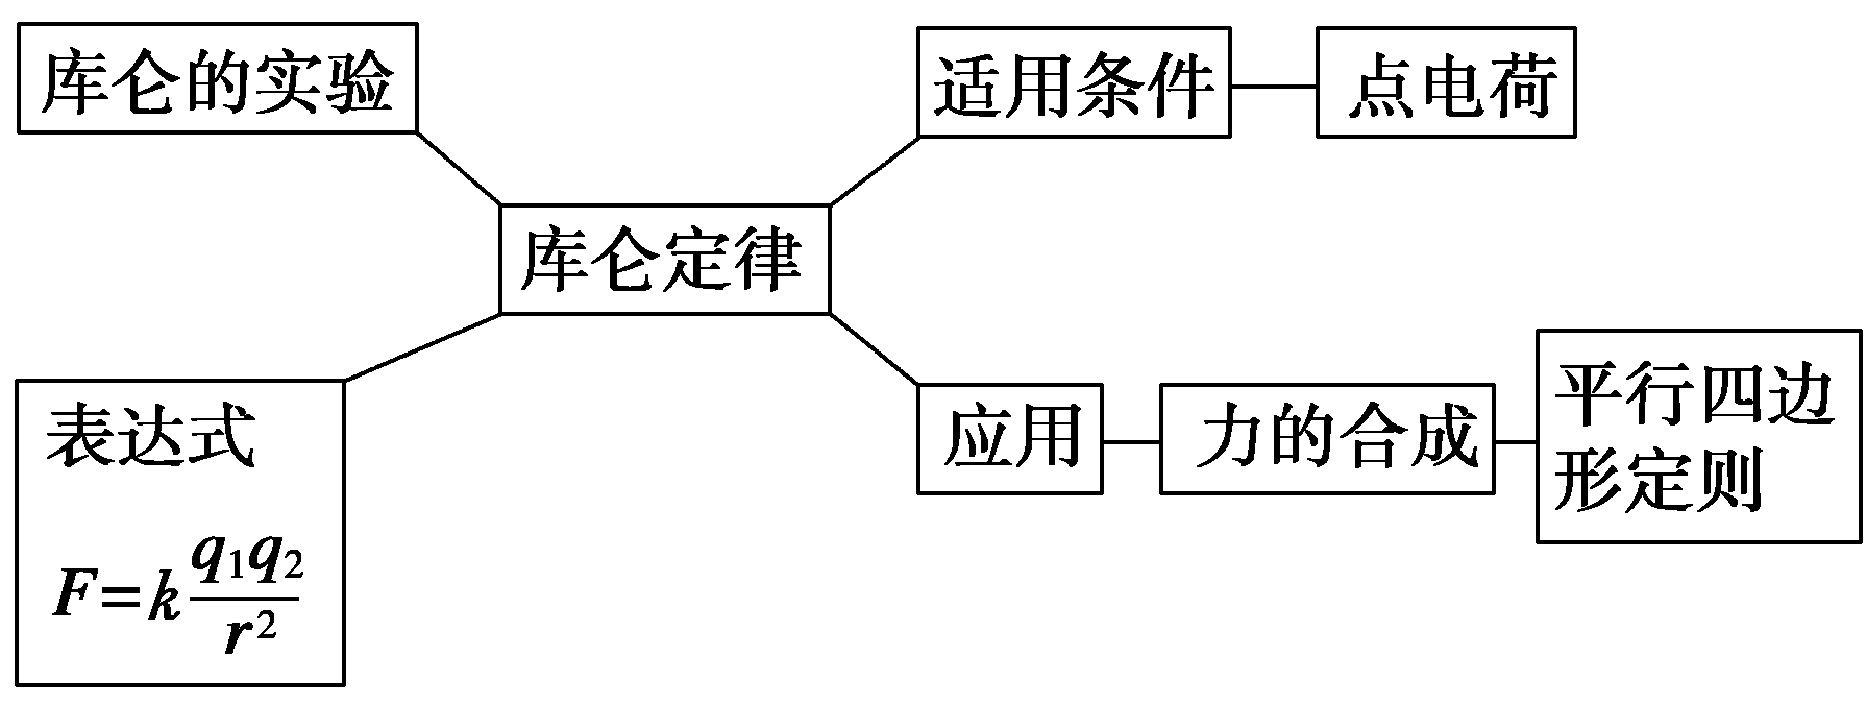 库仑的实验
适用条件
点电荷
库仑定律
表达式
F=k\frac{q₁q₂}{r²}
应用
力的合成
平行四边
形定则